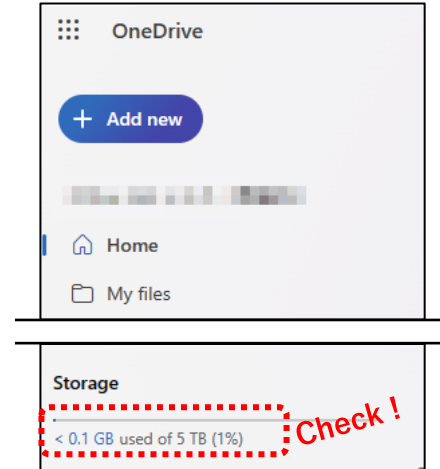 OneDrive
+ Add new
Home
My files
Storage
< 0.1 GB used of 5 TB (1%)
Check !